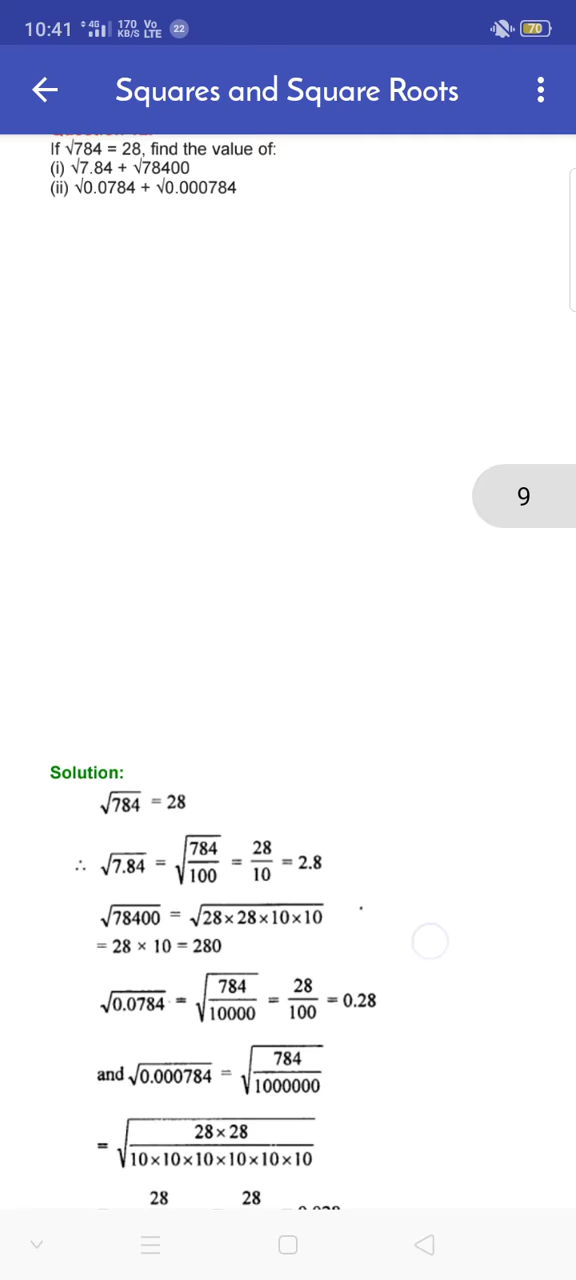 10:41 4G 170 KB/S Vo LTE 22 70
Squares and Square Roots
If √784 = 28, find the value of:
(i) √7.84 + √78400
(ii) √0.0784 + √0.000784
9
Solution:
√784 = 28
∴ √7.84 = √(784/100) = 28/10 = 2.8
√78400 = √28×28×10×10
= 28 × 10 = 280
√0.0784 = √(784/10000) = 28/100 = 0.28
and √0.000784 = √(784/1000000)
= √(28×28/10×10×10×10×10×10)
28 28